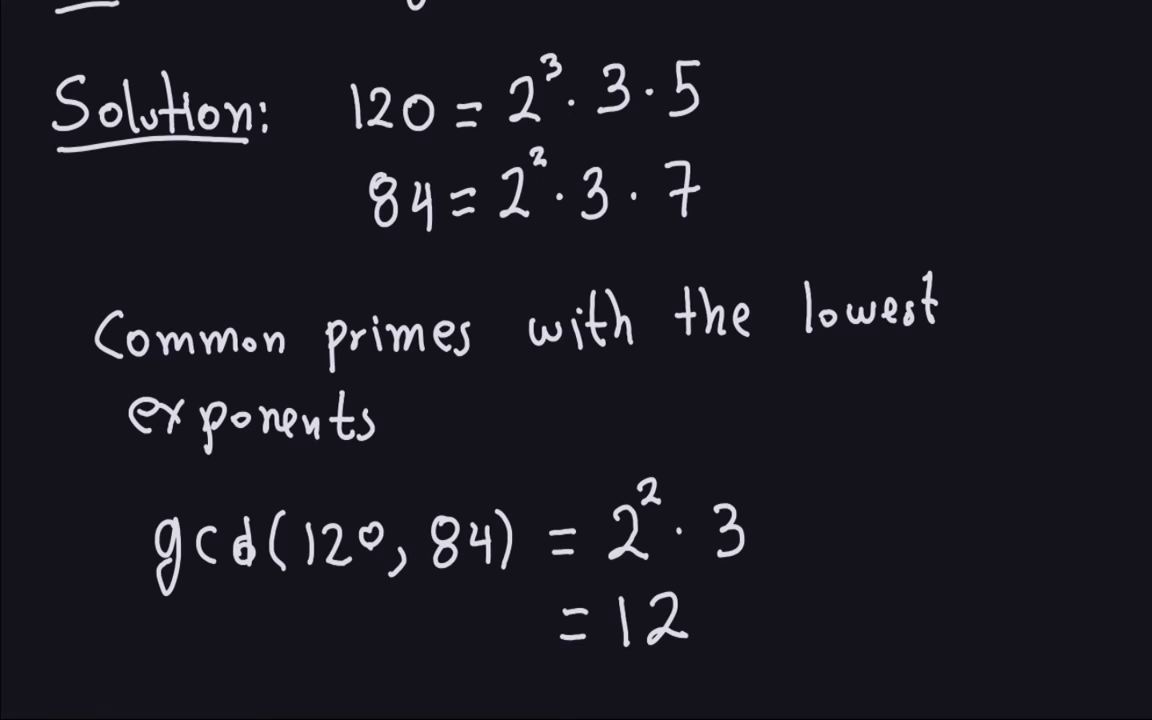 Solution: 120 = 2³ · 3 · 5
84 = 2² · 3 · 7
Common primes with the lowest
exponents
gcd(120, 84) = 2² · 3
= 12